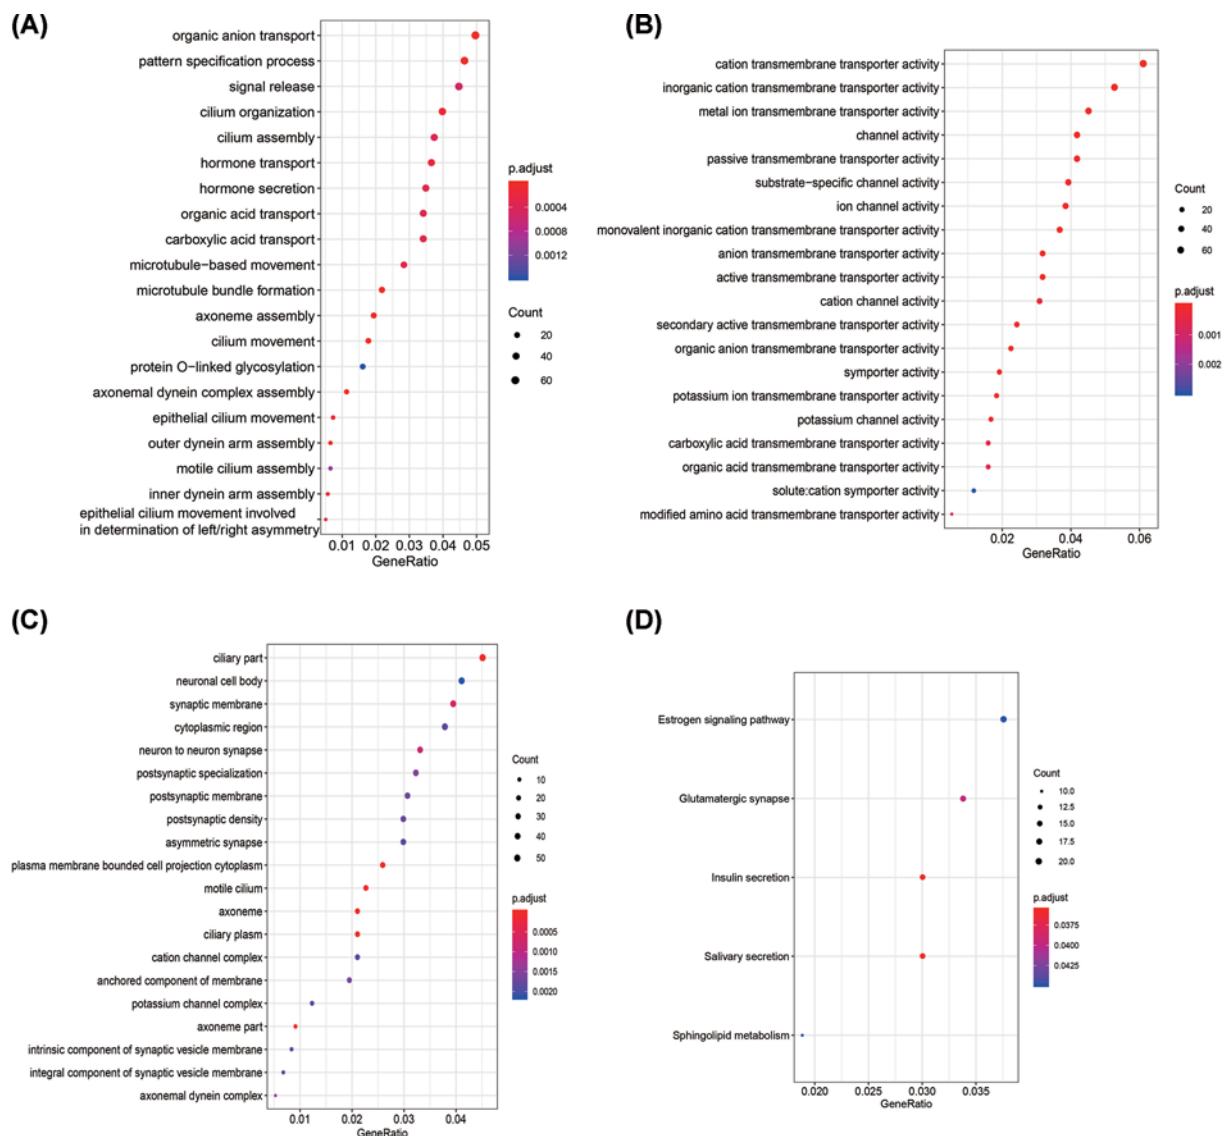 (A)
organic anion transport
pattern specification process
signal release
cilium organization
cilium assembly
hormone transport
hormone secretion
organic acid transport
carboxylic acid transport
microtubule−based movement
microtubule bundle formation
axoneme assembly
cilium movement
protein O−linked glycosylation
axonemal dynein complex assembly
epithelial cilium movement
outer dynein arm assembly
motile cilium assembly
inner dynein arm assembly
epithelial cilium movement involved
in determination of left/right asymmetry
0.01 0.02 0.03 0.04 0.05
GeneRatio
p.adjust
0.0004
0.0008
0.0012
Count
20
40
60
(B)
cation transmembrane transporter activity
inorganic cation transmembrane transporter activity
metal ion transmembrane transporter activity
channel activity
passive transmembrane transporter activity
substrate−specific channel activity
ion channel activity
monovalent inorganic cation transmembrane transporter activity
anion transmembrane transporter activity
active transmembrane transporter activity
cation channel activity
secondary active transmembrane transporter activity
organic anion transmembrane transporter activity
symporter activity
potassium ion transmembrane transporter activity
potassium channel activity
carboxylic acid transmembrane transporter activity
organic acid transmembrane transporter activity
solute:cation symporter activity
modified amino acid transmembrane transporter activity
0.02 0.04 0.06
GeneRatio
Count
20
40
60
p.adjust
0.001
0.002
(C)
ciliary part
neuronal cell body
synaptic membrane
cytoplasmic region
neuron to neuron synapse
postsynaptic specialization
postsynaptic membrane
postsynaptic density
asymmetric synapse
plasma membrane bounded cell projection cytoplasm
motile cilium
axoneme
ciliary plasm
cation channel complex
anchored component of membrane
potassium channel complex
axoneme part
intrinsic component of synaptic vesicle membrane
integral component of synaptic vesicle membrane
axonemal dynein complex
0.01 0.02 0.03 0.04
GeneRatio
Count
10
20
30
40
50
p.adjust
0.0005
0.0010
0.0015
0.0020
(D)
Estrogen signaling pathway
Glutamatergic synapse
Insulin secretion
Salivary secretion
Sphingolipid metabolism
0.020 0.025 0.030 0.035
GeneRatio
Count
10.0
12.5
15.0
17.5
20.0
p.adjust
0.0375
0.0400
0.0425